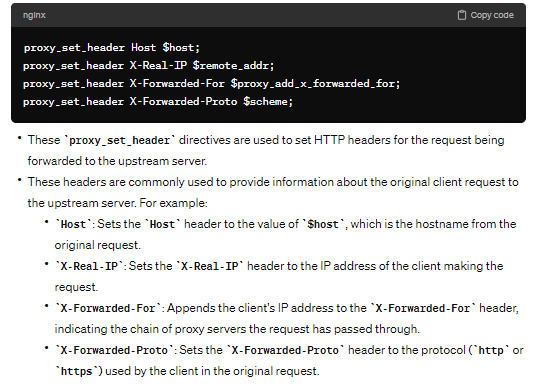 nginx
Copy code
proxy_set_header Host $host;
proxy_set_header X-Real-IP $remote_addr;
proxy_set_header X-Forwarded-For $proxy_add_x_forwarded_for;
proxy_set_header X-Forwarded-Proto $scheme;
• These `proxy_set_header` directives are used to set HTTP headers for the request being
forwarded to the upstream server.
• These headers are commonly used to provide information about the original client request to
the upstream server. For example:
• `Host`: Sets the `Host` header to the value of `$host`, which is the hostname from the
original request.
• `X-Real-IP`: Sets the `X-Real-IP` header to the IP address of the client making the
request.
• `X-Forwarded-For`: Appends the client's IP address to the `X-Forwarded-For` header,
indicating the chain of proxy servers the request has passed through.
• `X-Forwarded-Proto`: Sets the `X-Forwarded-Proto` header to the protocol (`http` or
`https`) used by the client in the original request.